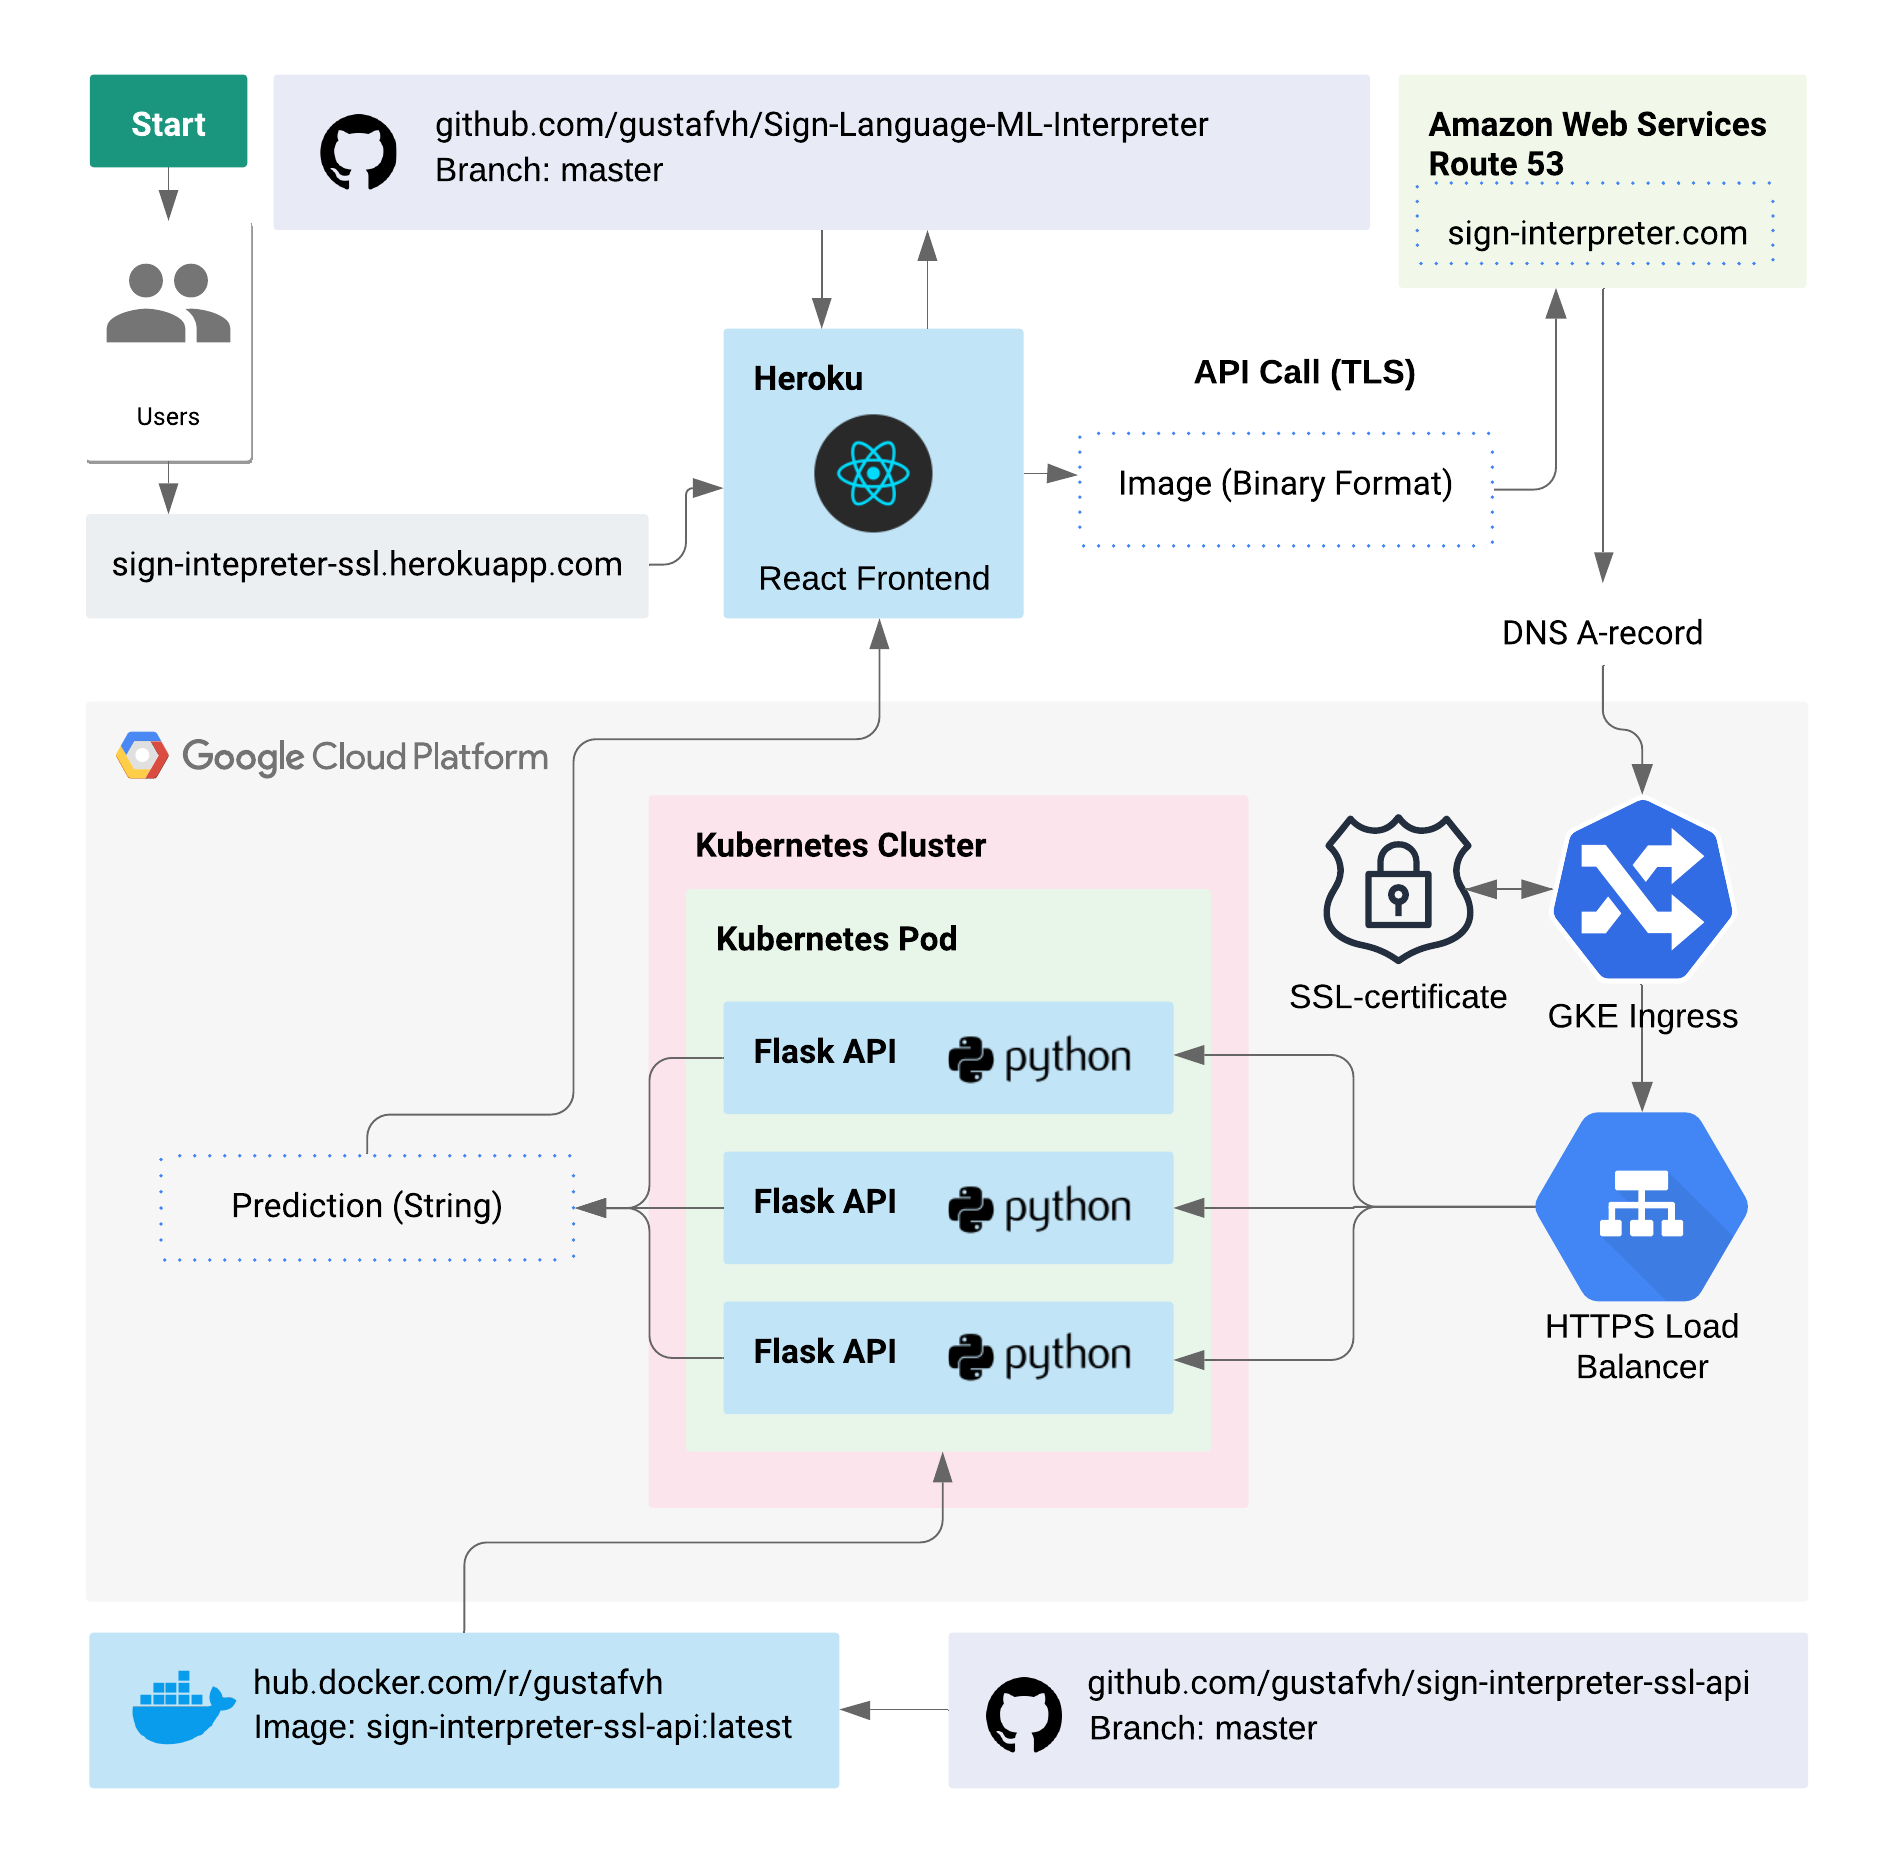 Start
github.com/gustafvh/Sign-Language-ML-Interpreter
Branch: master
Amazon Web Services
Route 53
sign-interpreter.com
Users
sign-intepreter-ssl.herokuapp.com
Heroku
React Frontend
API Call (TLS)
Image (Binary Format)
DNS A-record
Google Cloud Platform
Kubernetes Cluster
Kubernetes Pod
SSL-certificate
GKE Ingress
Flask API python
Flask API python
Flask API python
Prediction (String)
HTTPS Load
Balancer
hub.docker.com/r/gustafvh
Image: sign-interpreter-ssl-api:latest
github.com/gustafvh/sign-interpreter-ssl-api
Branch: master